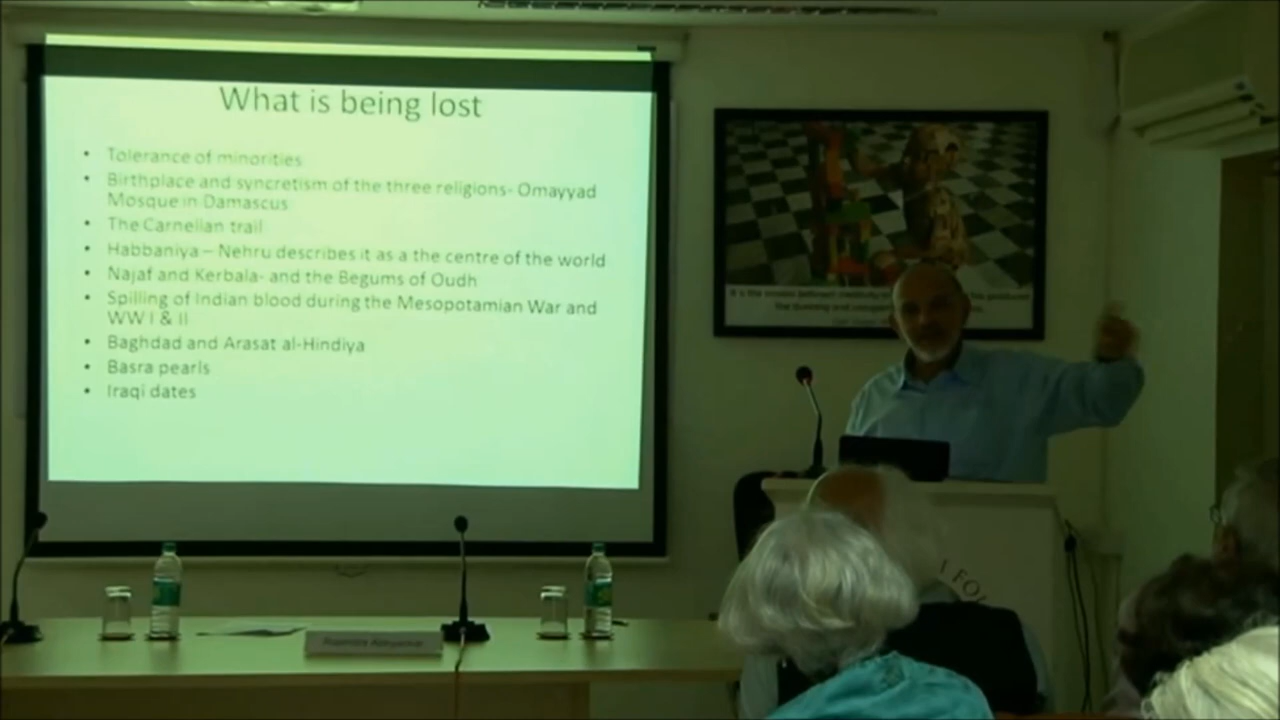 What is being lost
• Tolerance of minorities
• Birthplace and syncretism of the three religions- Omayyad
Mosque in Damascus
• The Carnelian trail
• Habbaniya – Nehru describes it as a the centre of the world
• Najaf and Kerbala- and the Begums of Oudh
• Spilling of Indian blood during the Mesopotamian War and
WW I & II
• Baghdad and Arasat al-Hindiya
• Basra pearls
• Iraqi dates
I FO